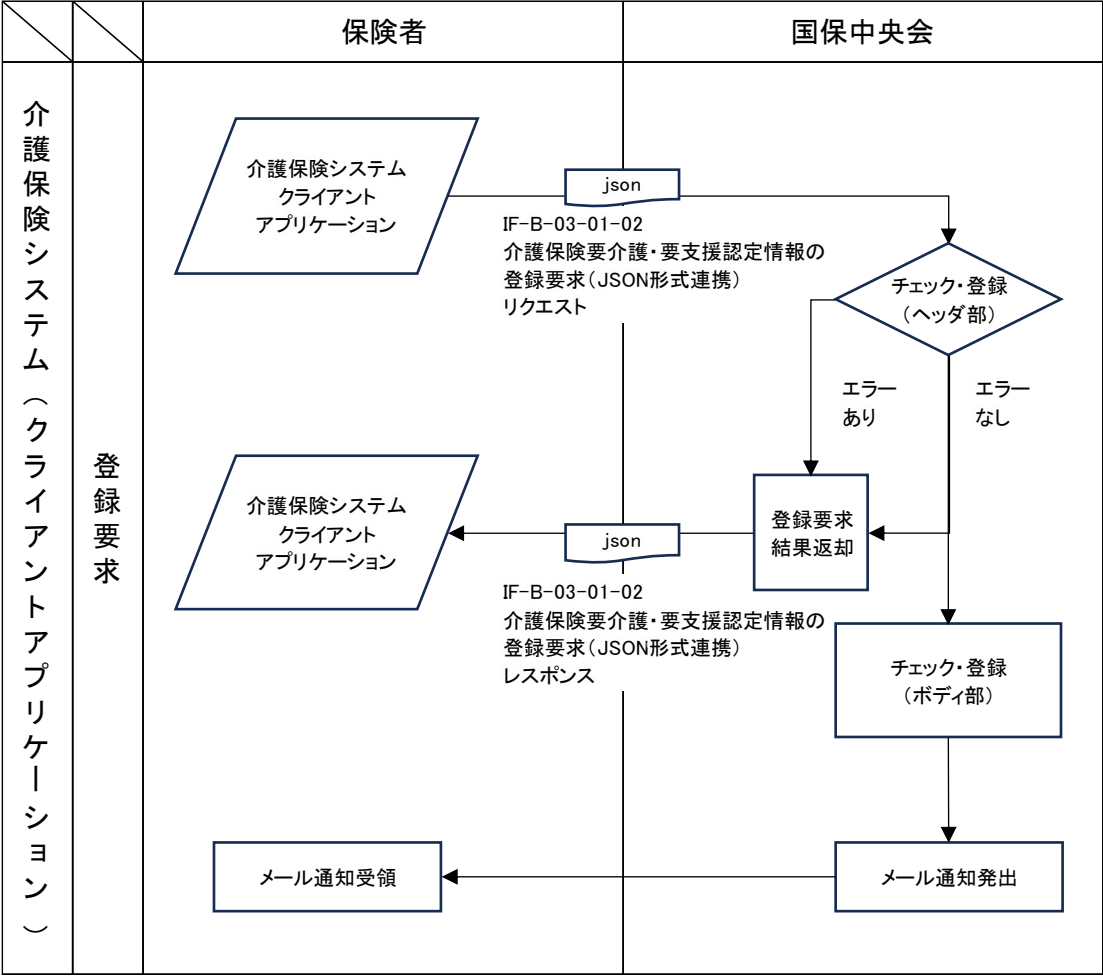 保険者
国保中央会
介護保険システム（クライアントアプリケーション）
登録要求
介護保険システム
クライアント
アプリケーション
json
IF-B-03-01-02
介護保険要介護・要支援認定情報の
登録要求（JSON形式連携）
リクエスト
チェック・登録
（ヘッダ部）
エラー
あり
エラー
なし
介護保険システム
クライアント
アプリケーション
json
登録要求
結果返却
IF-B-03-01-02
介護保険要介護・要支援認定情報の
登録要求（JSON形式連携）
レスポンス
チェック・登録
（ボディ部）
メール通知受領
メール通知発出